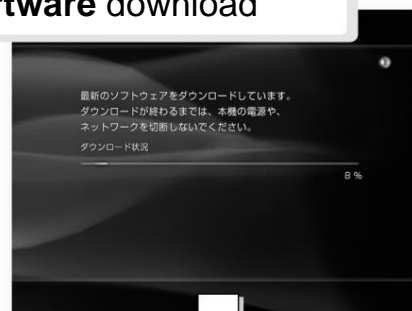 software download
最新のソフトウェアをダウンロードしています。
ダウンロードが終わるまでは、本機の電源や、
ネットワークを切断しないでください。
ダウンロード状況
8 %